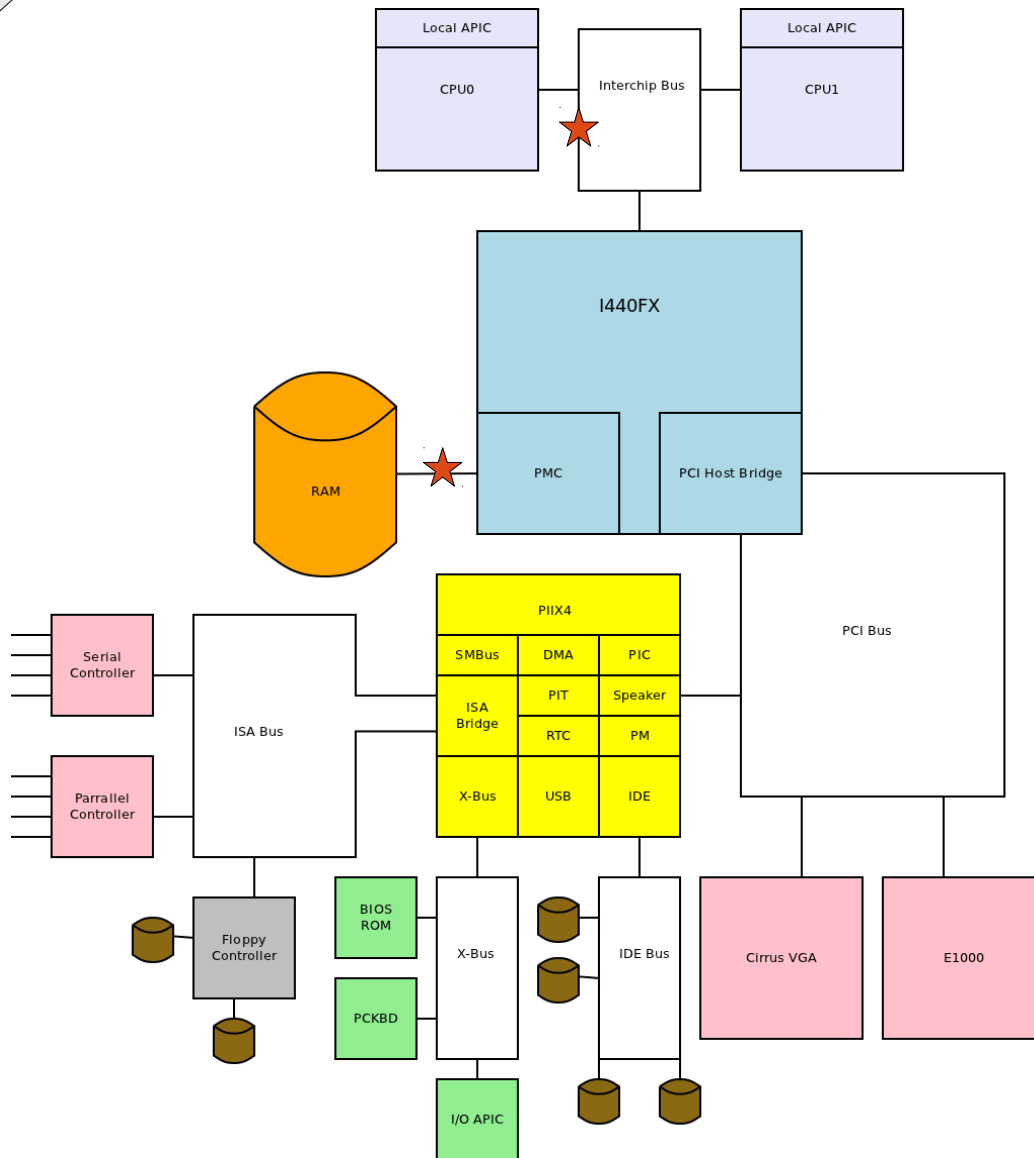 Local APIC
CPU0
Interchip Bus
Local APIC
CPU1
I440FX
RAM
PMC
PCI Host Bridge
PCI Bus
PIIX4
SMBus
DMA
PIC
ISA
Bridge
PIT
Speaker
RTC
PM
X-Bus
USB
IDE
Serial
Controller
ISA Bus
Parrallel
Controller
Floppy
Controller
BIOS
ROM
PCKBD
X-Bus
I/O APIC
IDE Bus
Cirrus VGA
E1000